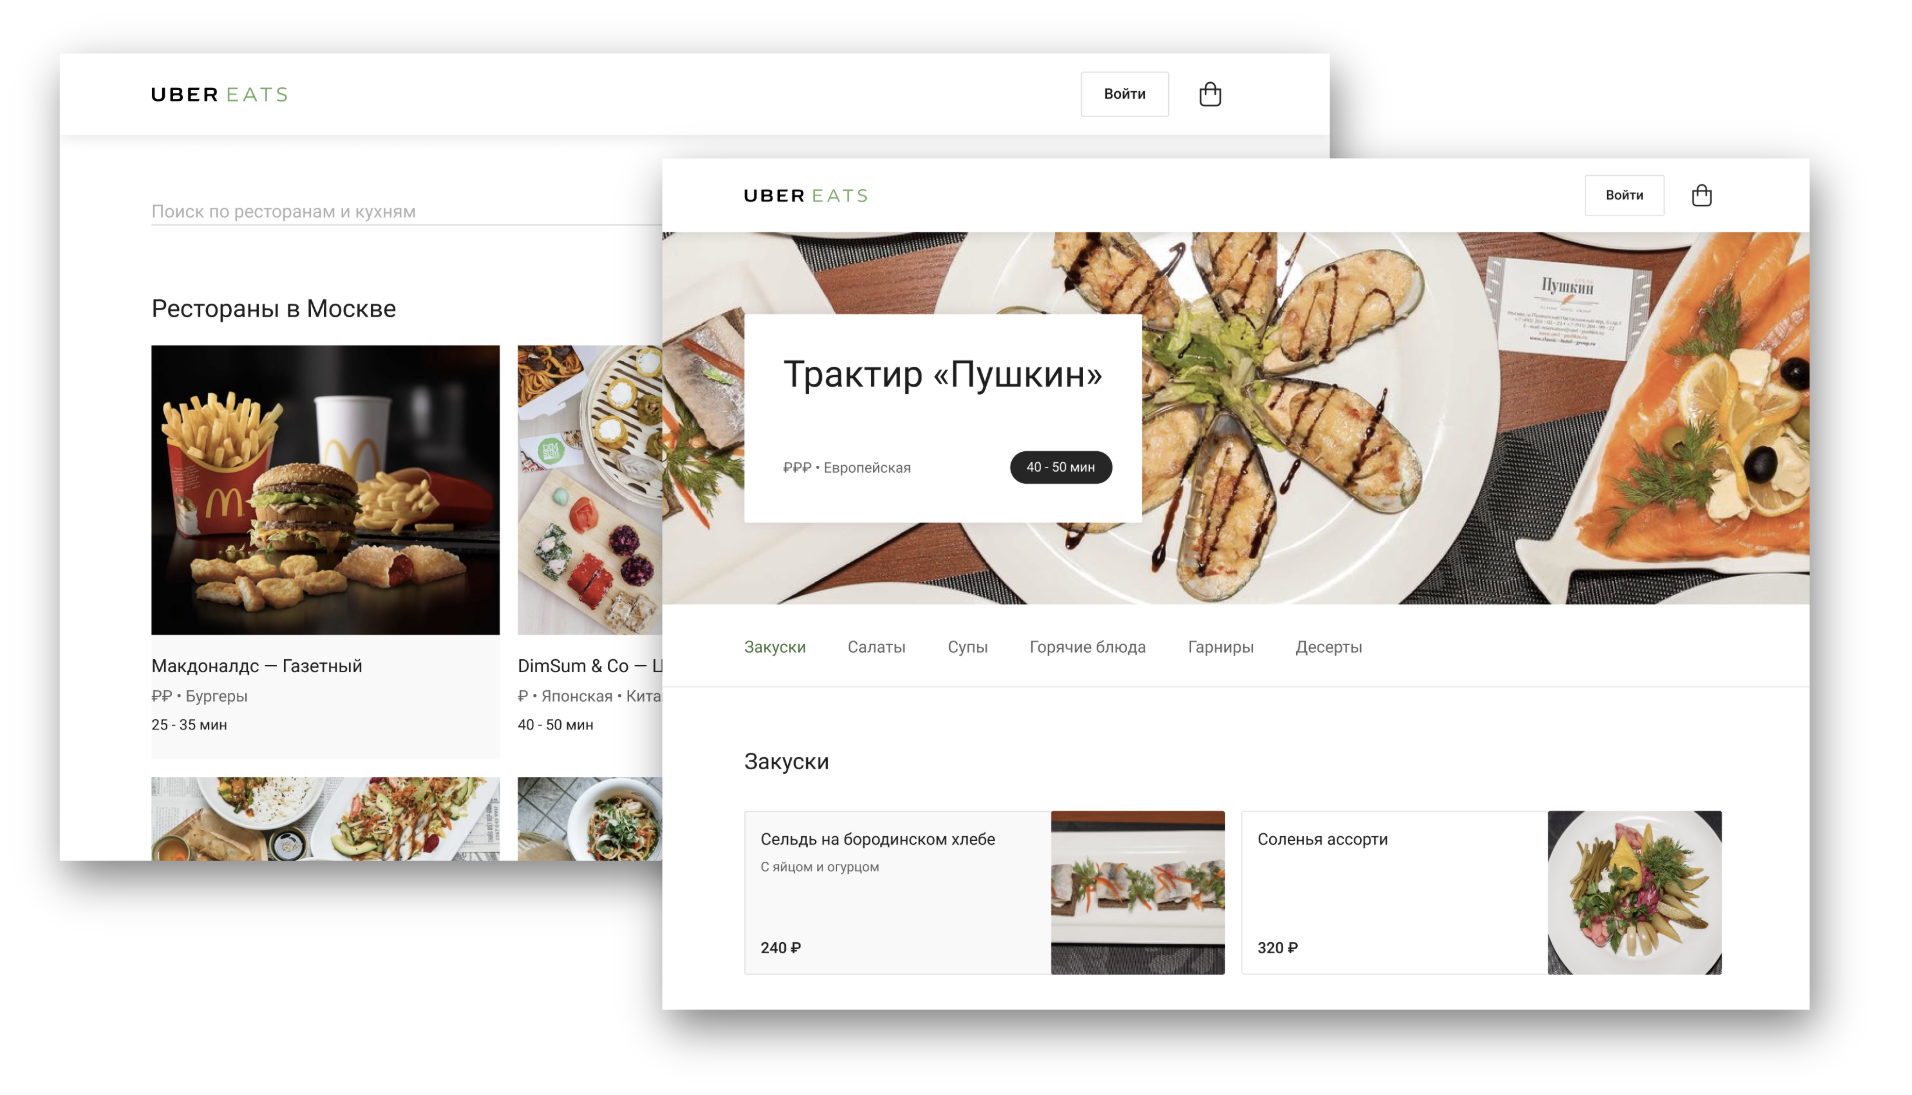 UBER EATS
Войти
Поиск по ресторанам и кухням
Рестораны в Москве
Макдоналдс — Газетный
₽₽ • Бургеры
25 - 35 мин
DimSum & Co — Ц
₽ • Японская • Кита
40 - 50 мин
UBER EATS
Войти
Пушкин
Трактир «Пушкин»
₽₽₽ • Европейская
40 - 50 мин
Закуски
Салаты
Супы
Горячие блюда
Гарниры
Десерты
Закуски
Сельдь на бородинском хлебе
С яйцом и огурцом
240 ₽
Соленья ассорти
320 ₽